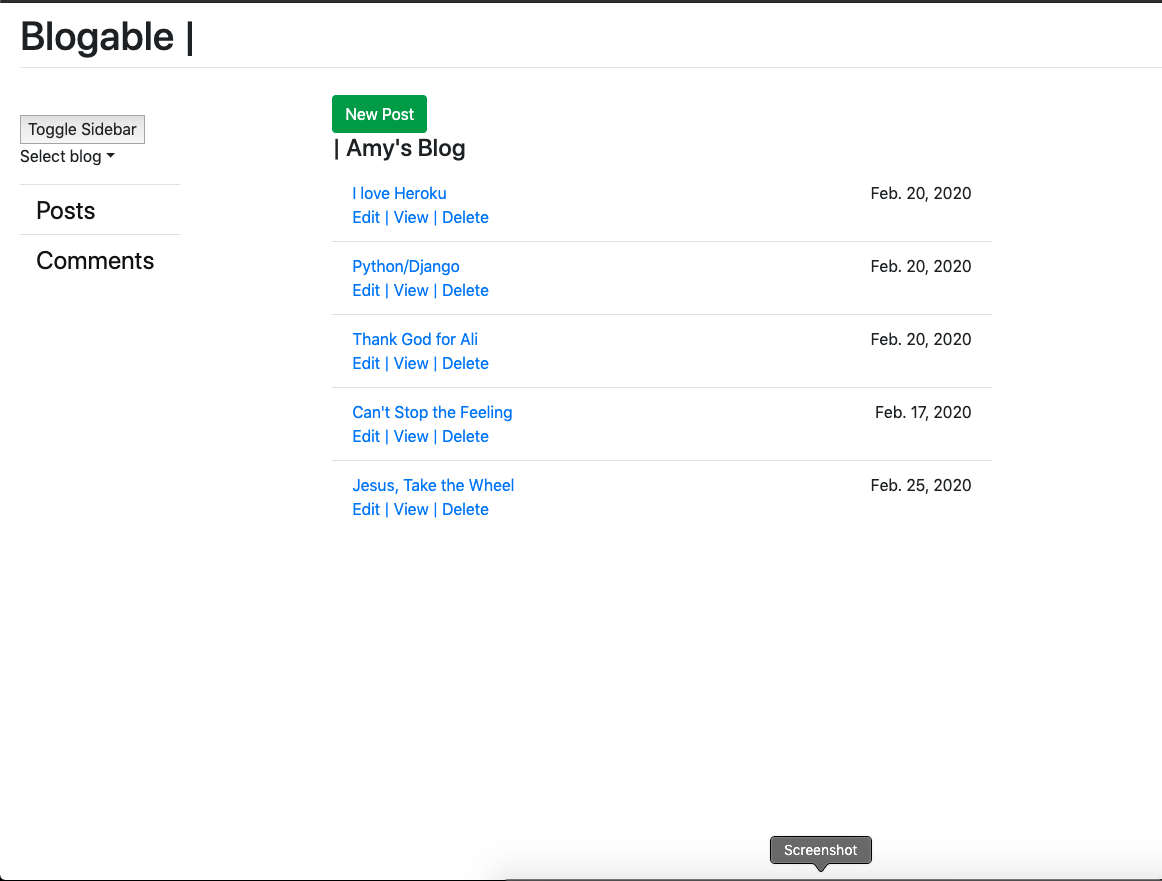 Blogable |
New Post
Toggle Sidebar
Select blog
Posts
Comments
| Amy's Blog
I love Heroku Feb. 20, 2020
Edit | View | Delete
Python/Django Feb. 20, 2020
Edit | View | Delete
Thank God for Ali Feb. 20, 2020
Edit | View | Delete
Can't Stop the Feeling Feb. 17, 2020
Edit | View | Delete
Jesus, Take the Wheel Feb. 25, 2020
Edit | View | Delete
Screenshot